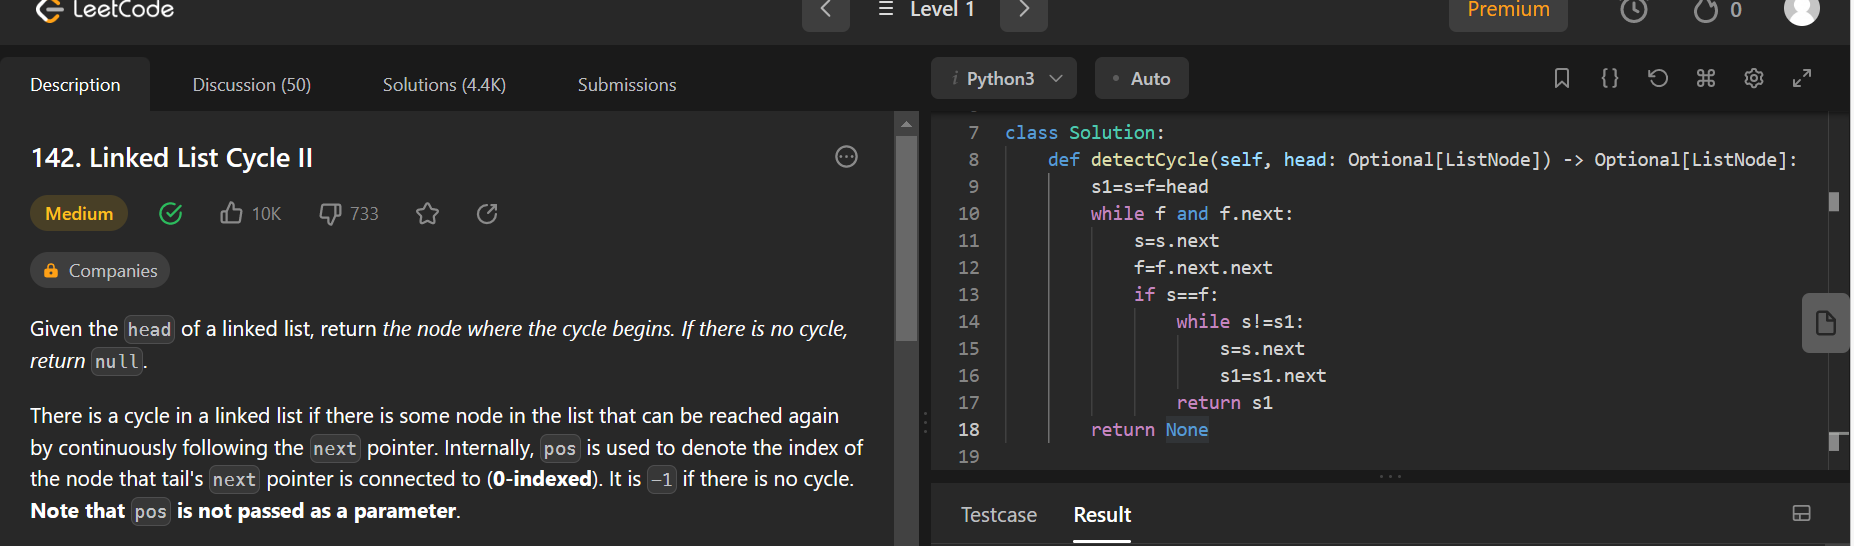 LeetCode
Level 1
Premium
0
Description
Discussion (50)
Solutions (4.4K)
Submissions
142. Linked List Cycle II
Medium
10K
733
Companies
Given the head of a linked list, return the node where the cycle begins. If there is no cycle,
return null.
There is a cycle in a linked list if there is some node in the list that can be reached again
by continuously following the next pointer. Internally, pos is used to denote the index of
the node that tail's next pointer is connected to (0-indexed). It is -1 if there is no cycle.
Note that pos is not passed as a parameter.
i Python3
• Auto
7 class Solution:
8     def detectCycle(self, head: Optional[ListNode]) -> Optional[ListNode]:
9         s1=s=f=head
10         while f and f.next:
11             s=s.next
12             f=f.next.next
13             if s==f:
14                 while s!=s1:
15                     s=s.next
16                     s1=s1.next
17                 return s1
18         return None
19
Testcase
Result